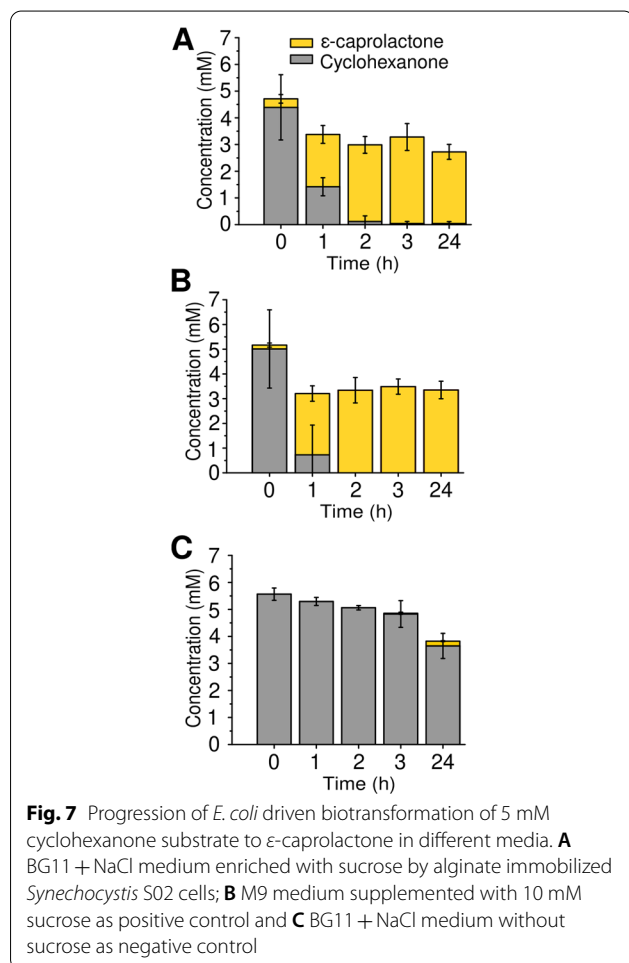 A
ε-caprolactone
Cyclohexanone
Concentration (mM)
7
6
5
4
3
2
1
0
0 1 2 3 24
Time (h)
B
Concentration (mM)
7
6
5
4
3
2
1
0
0 1 2 3 24
Time (h)
C
Concentration (mM)
7
6
5
4
3
2
1
0
0 1 2 3 24
Time (h)
Fig. 7 Progression of E. coli driven biotransformation of 5 mM
cyclohexanone substrate to ε-caprolactone in different media. A
BG11 + NaCl medium enriched with sucrose by alginate immobilized
Synechocystis S02 cells; B M9 medium supplemented with 10 mM
sucrose as positive control and C BG11 + NaCl medium without
sucrose as negative control